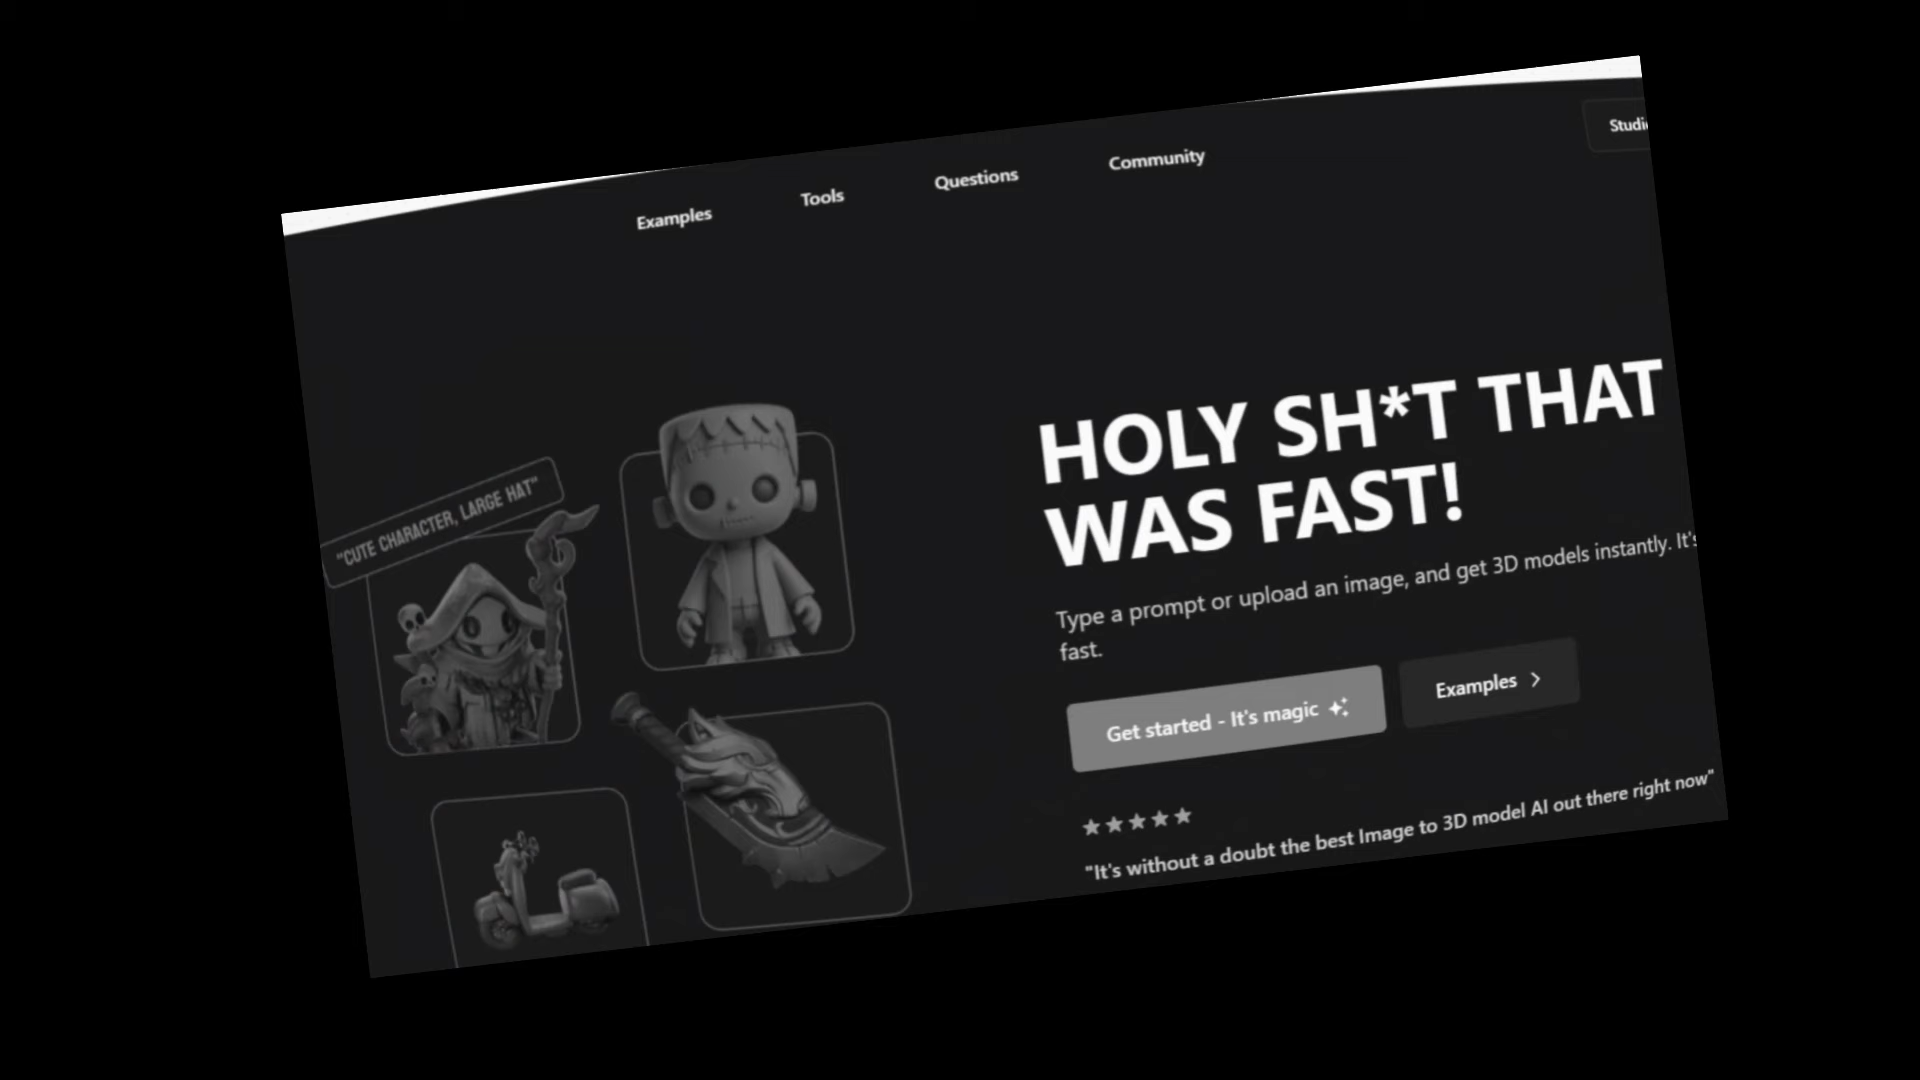 Examples
Tools
Questions
Community
"CUTE CHARACTER, LARGE HAT"
HOLY SH*T THAT
WAS FAST!
Type a prompt or upload an image, and get 3D models instantly. It's
fast.
Get started - It's magic
Examples
"It's without a doubt the best Image to 3D model AI out there right now"